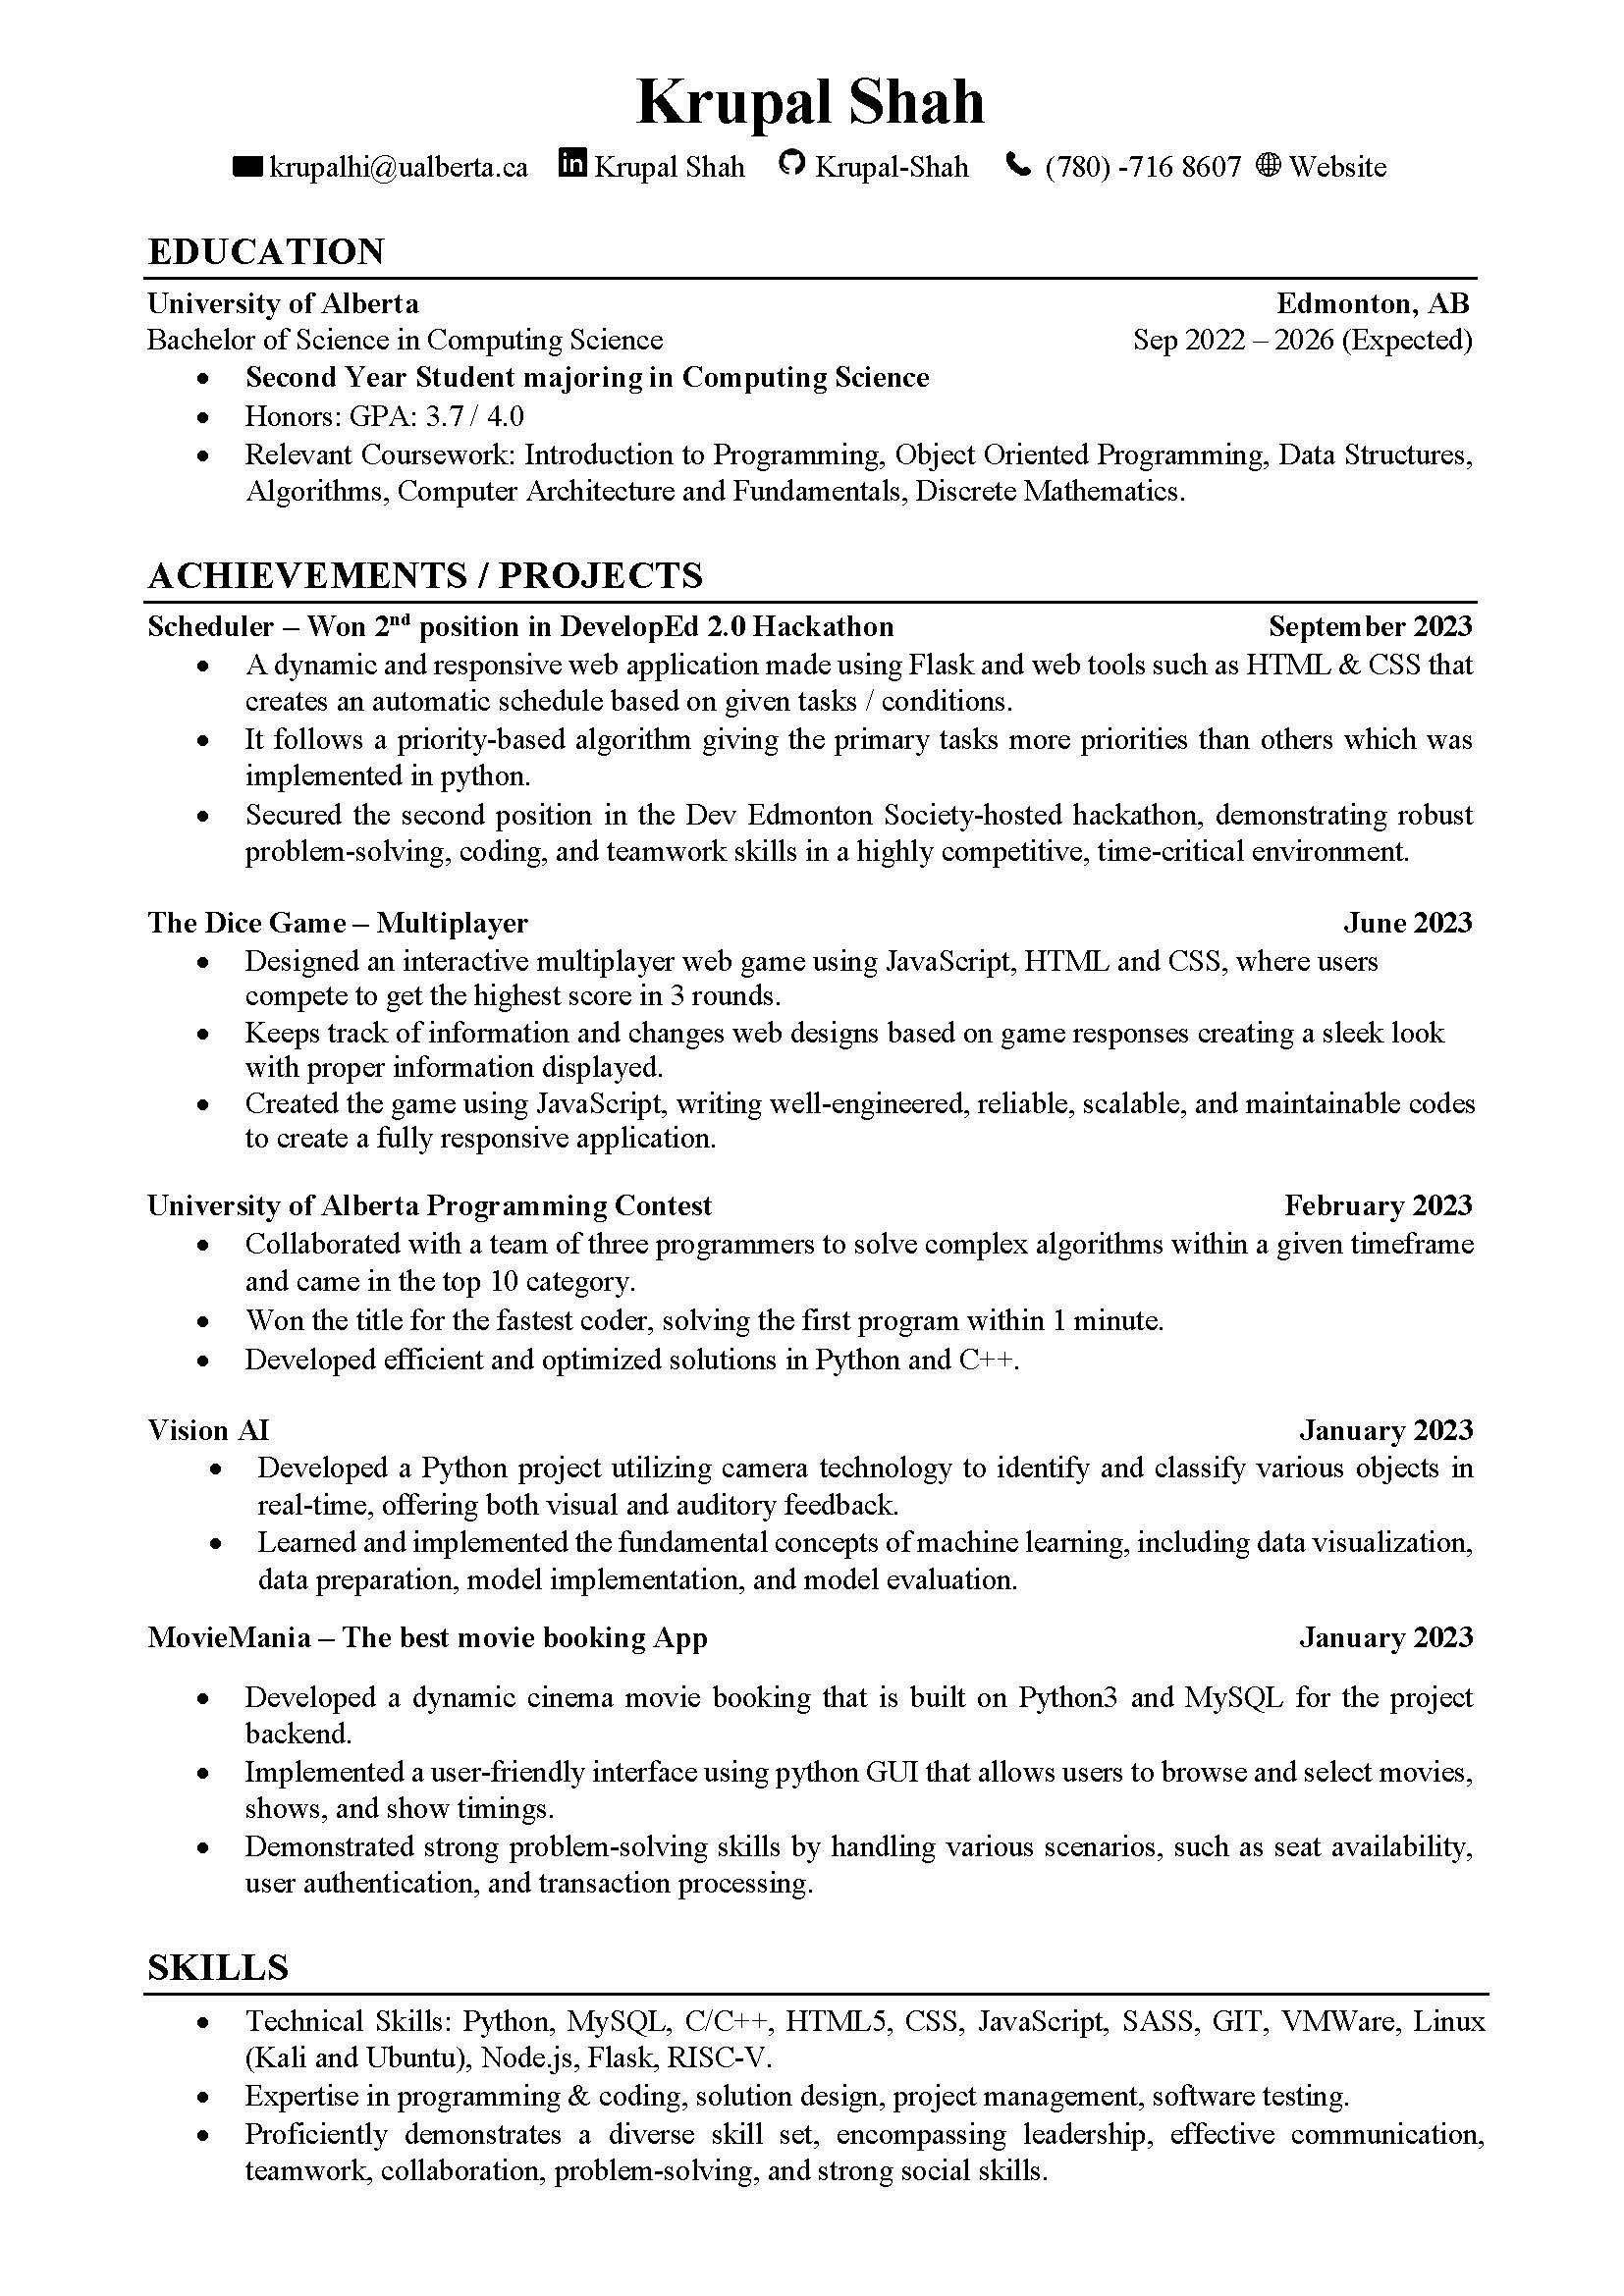 Krupal Shah
krupalhi@ualberta.ca in Krupal Shah Krupal-Shah (780) -716 8607 Website
EDUCATION
University of Alberta Edmonton, AB
Bachelor of Science in Computing Science Sep 2022 – 2026 (Expected)
• Second Year Student majoring in Computing Science
• Honors: GPA: 3.7 / 4.0
• Relevant Coursework: Introduction to Programming, Object Oriented Programming, Data Structures,
Algorithms, Computer Architecture and Fundamentals, Discrete Mathematics.
ACHIEVEMENTS / PROJECTS
Scheduler – Won 2nd position in DevelopEd 2.0 Hackathon September 2023
• A dynamic and responsive web application made using Flask and web tools such as HTML & CSS that
creates an automatic schedule based on given tasks / conditions.
• It follows a priority-based algorithm giving the primary tasks more priorities than others which was
implemented in python.
• Secured the second position in the Dev Edmonton Society-hosted hackathon, demonstrating robust
problem-solving, coding, and teamwork skills in a highly competitive, time-critical environment.
The Dice Game – Multiplayer June 2023
• Designed an interactive multiplayer web game using JavaScript, HTML and CSS, where users
compete to get the highest score in 3 rounds.
• Keeps track of information and changes web designs based on game responses creating a sleek look
with proper information displayed.
• Created the game using JavaScript, writing well-engineered, reliable, scalable, and maintainable codes
to create a fully responsive application.
University of Alberta Programming Contest February 2023
• Collaborated with a team of three programmers to solve complex algorithms within a given timeframe
and came in the top 10 category.
• Won the title for the fastest coder, solving the first program within 1 minute.
• Developed efficient and optimized solutions in Python and C++.
Vision AI January 2023
• Developed a Python project utilizing camera technology to identify and classify various objects in
real-time, offering both visual and auditory feedback.
• Learned and implemented the fundamental concepts of machine learning, including data visualization,
data preparation, model implementation, and model evaluation.
MovieMania – The best movie booking App January 2023
• Developed a dynamic cinema movie booking that is built on Python3 and MySQL for the project
backend.
• Implemented a user-friendly interface using python GUI that allows users to browse and select movies,
shows, and show timings.
• Demonstrated strong problem-solving skills by handling various scenarios, such as seat availability,
user authentication, and transaction processing.
SKILLS
• Technical Skills: Python, MySQL, C/C++, HTML5, CSS, JavaScript, SASS, GIT, VMWare, Linux
(Kali and Ubuntu), Node.js, Flask, RISC-V.
• Expertise in programming & coding, solution design, project management, software testing.
• Proficiently demonstrates a diverse skill set, encompassing leadership, effective communication,
teamwork, collaboration, problem-solving, and strong social skills.